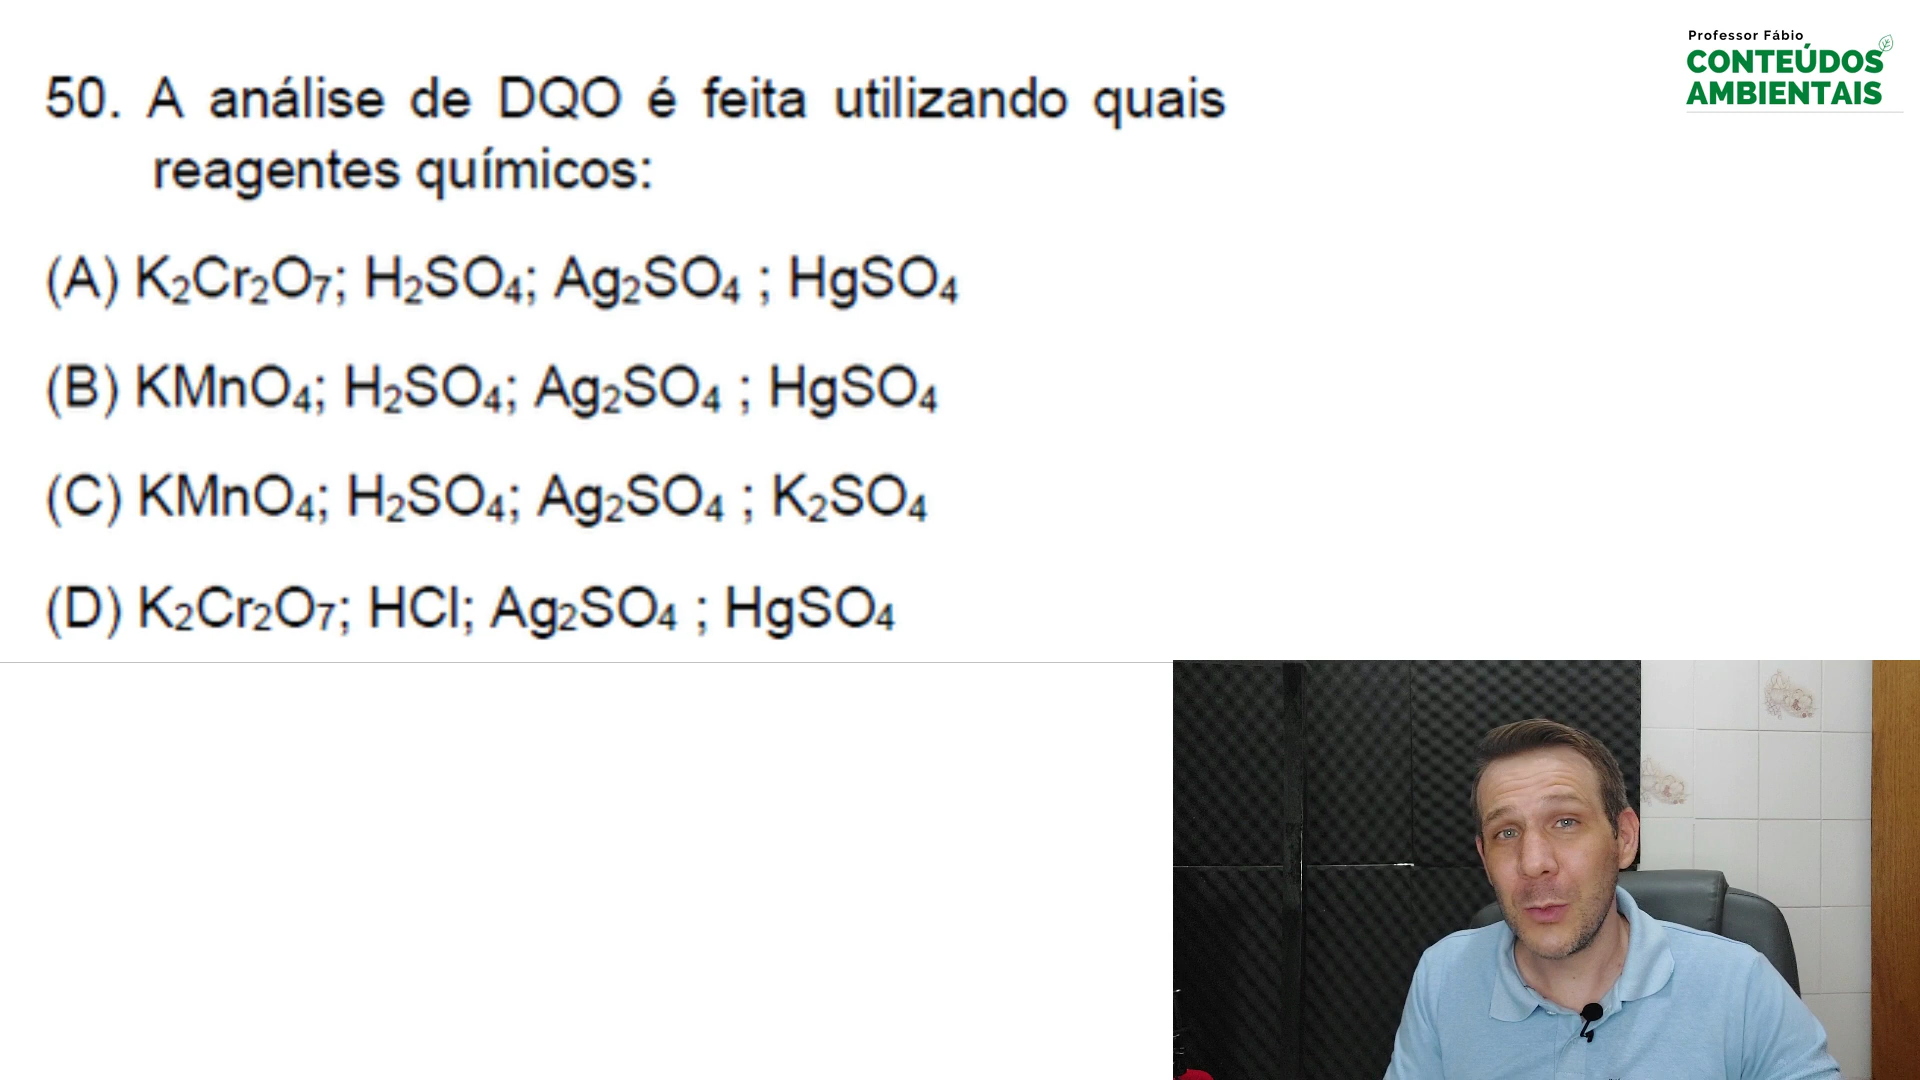 Professor Fábio
CONTEÚDOS
AMBIENTAIS
50. A análise de DQO é feita utilizando quais
reagentes químicos:
(A) K₂Cr₂O₇; H₂SO₄; Ag₂SO₄ ; HgSO₄
(B) KMnO₄; H₂SO₄; Ag₂SO₄ ; HgSO₄
(C) KMnO₄; H₂SO₄; Ag₂SO₄ ; K₂SO₄
(D) K₂Cr₂O₇; HCl; Ag₂SO₄ ; HgSO₄